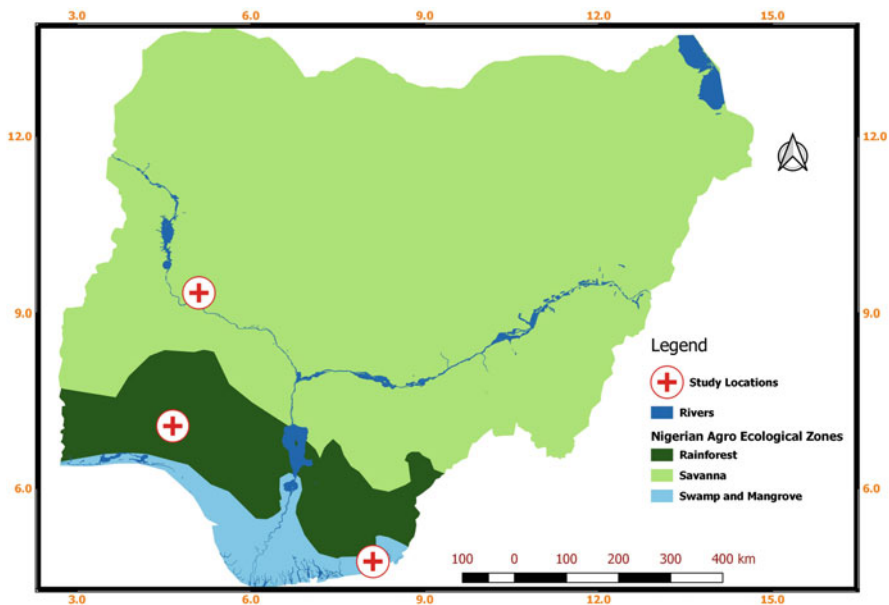 3.0 6.0 9.0 12.0 15.0
12.0 12.0
9.0 9.0
Legend
Study Locations
Rivers
Nigerian Agro Ecological Zones
Rainforest
Savanna
Swamp and Mangrove
6.0 6.0
100 0 100 200 300 400 km
3.0 6.0 9.0 12.0 15.0